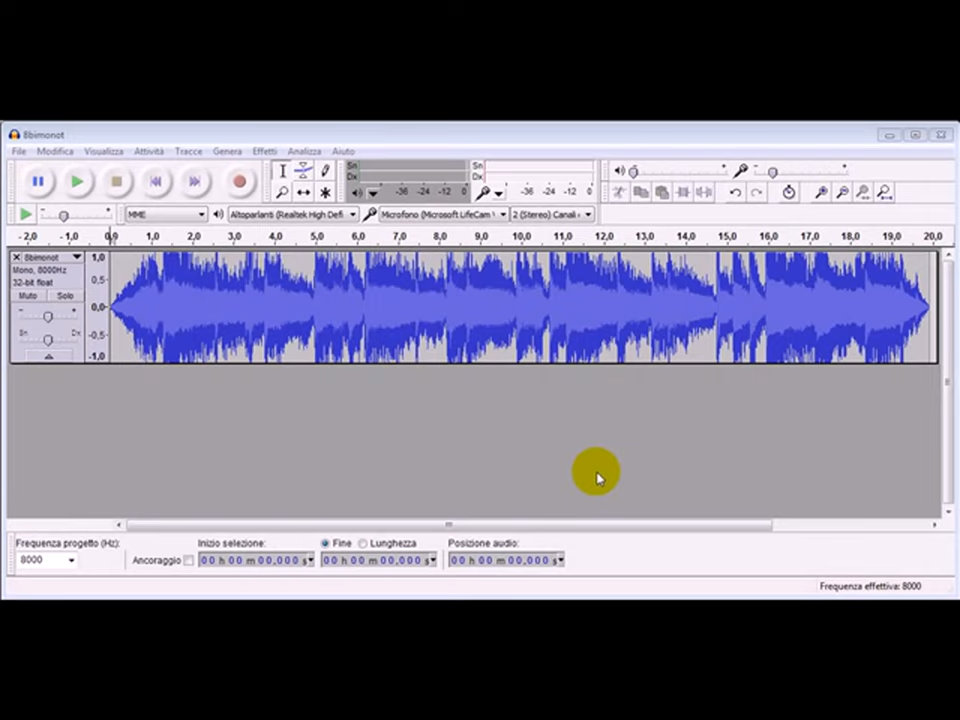 8bimonot
File Modifica Visualizza Attività Tracce Genera Effetti Analizza Aiuto
Sn
Dx
-36 -24 -12 0
Sn
Dx
-36 -24 -12 0
MME Altoparlanti (Realtek High Defi Microfono (Microsoft LifeCam 2 (Stereo) Canali
-2,0 -1,0 0,0 1,0 2,0 3,0 4,0 5,0 6,0 7,0 8,0 9,0 10,0 11,0 12,0 13,0 14,0 15,0 16,0 17,0 18,0 19,0 20,0
8bimonot
Mono, 8000Hz
32-bit float
Muto Solo
- +
Sn Dx
1,0
0,5
0,0
-0,5
-1,0
Frequenza progetto (Hz): Inizio selezione: Fine Lunghezza Posizione audio:
8000 Ancoraggio 00 h 00 m 00,000 s 00 h 00 m 00,000 s 00 h 00 m 00,000 s
Frequenza effettiva: 8000